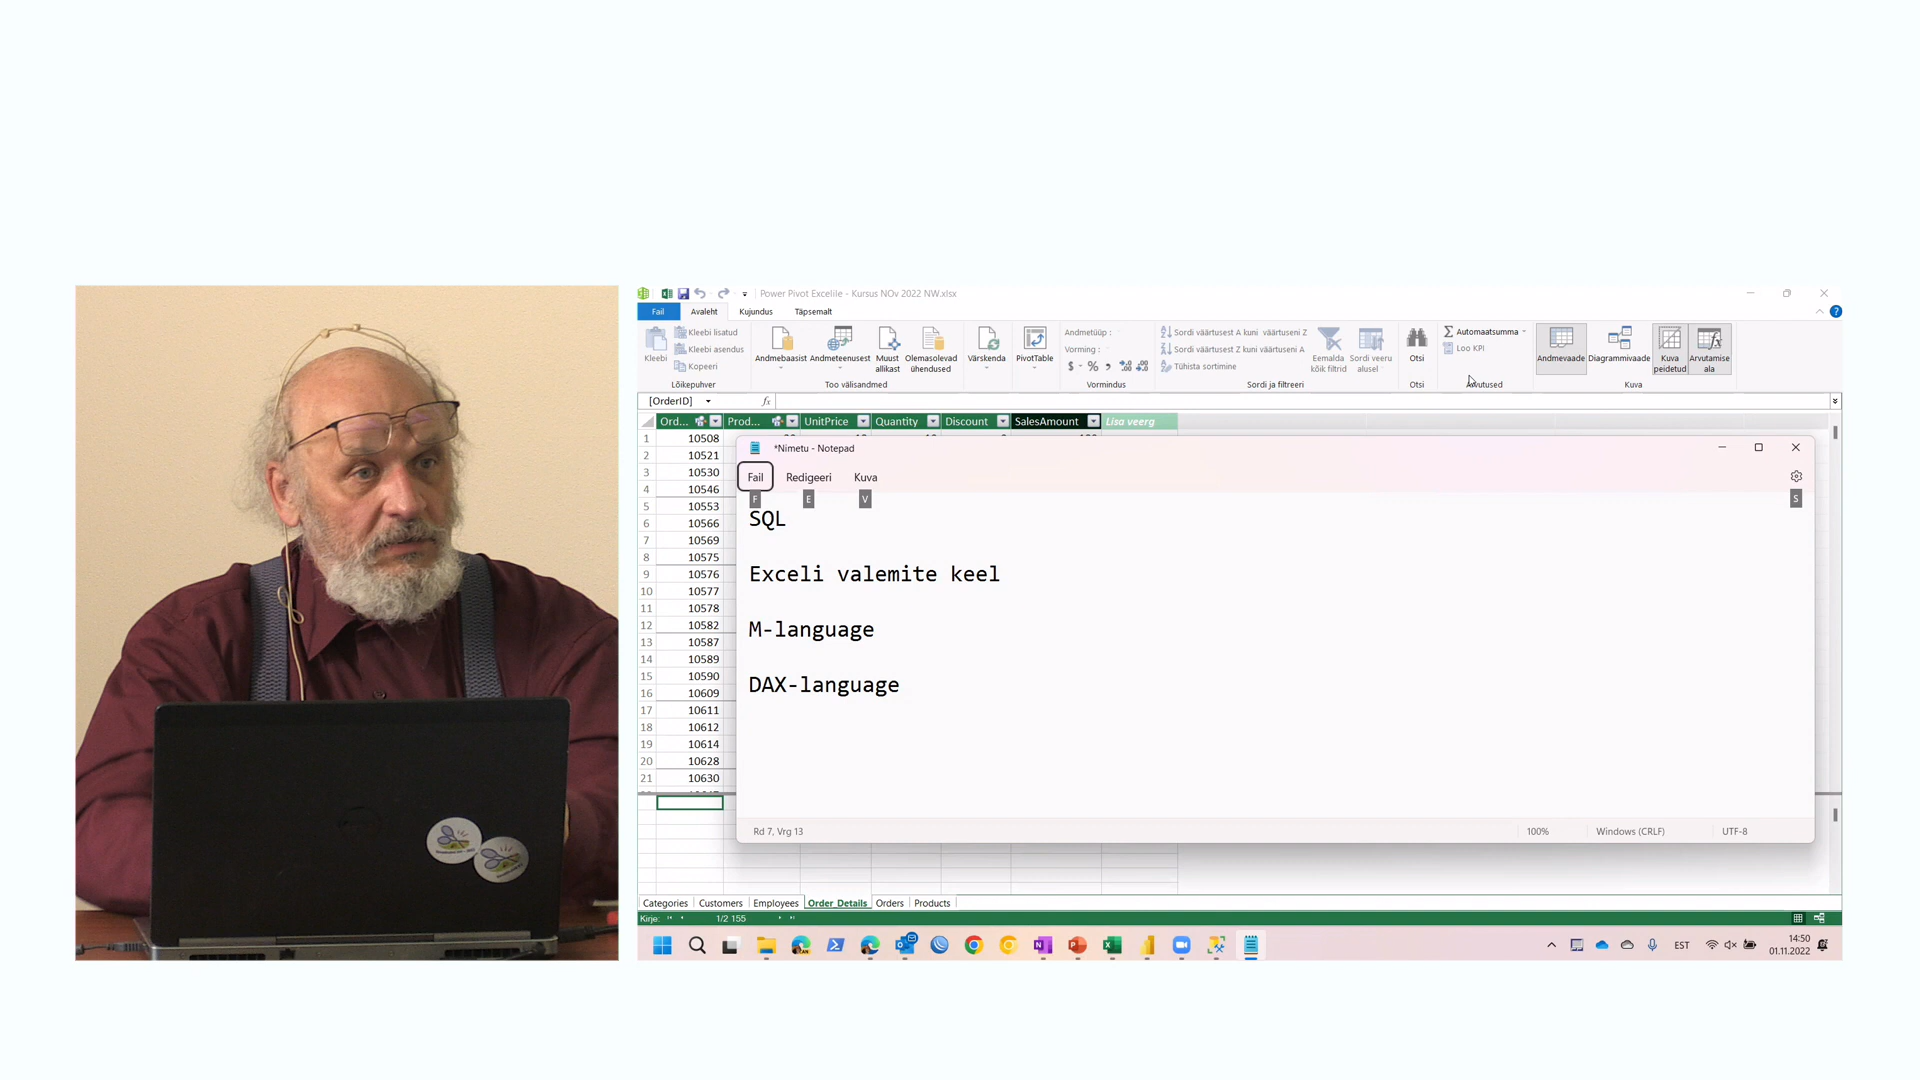 Power Pivot Excelile - Kursus NOv 2022 NW.xlsx
Fail Avaleht Kujundus Täpsemalt
Kleebi
Kleebi lisatud
Kleebi asendus
Kopeeri
Lõikepuhver
Andmebaasist
Andmeteenusest
Muust allikast
Olemasolevad ühendused
Too välisandmed
Värskenda
PivotTable
Andmetüüp :
Vorming :
$ %
Vormindus
Sordi väärtusest A kuni väärtuseni Z
Sordi väärtusest Z kuni väärtuseni A
Tühista sortimine
Eemalda kõik filtrid
Sordi veeru alusel
Sordi ja filtreeri
Otsi
Otsi
Automaatsumma
Loo KPI
Arvutused
Andmevaade
Diagrammivaade
Kuva peidetud
Arvutamise ala
Kuva
[OrderID] fx
Ord... Prod... UnitPrice Quantity Discount SalesAmount Lisa veerg
1 10508
2 10521
3 10530
4 10546
5 10553
6 10566
7 10569
8 10575
9 10576
10 10577
11 10578
12 10582
13 10587
14 10589
15 10590
16 10609
17 10611
18 10612
19 10614
20 10628
21 10630
*Nimetu - Notepad
Fail Redigeeri Kuva
F E V S
SQL
Exceli valemite keel
M-language
DAX-language
Rd 7, Vrg 13 100% Windows (CRLF) UTF-8
Categories Customers Employees Order_Details Orders Products
Kirje: 1/2 155
EST 14:50
01.11.2022